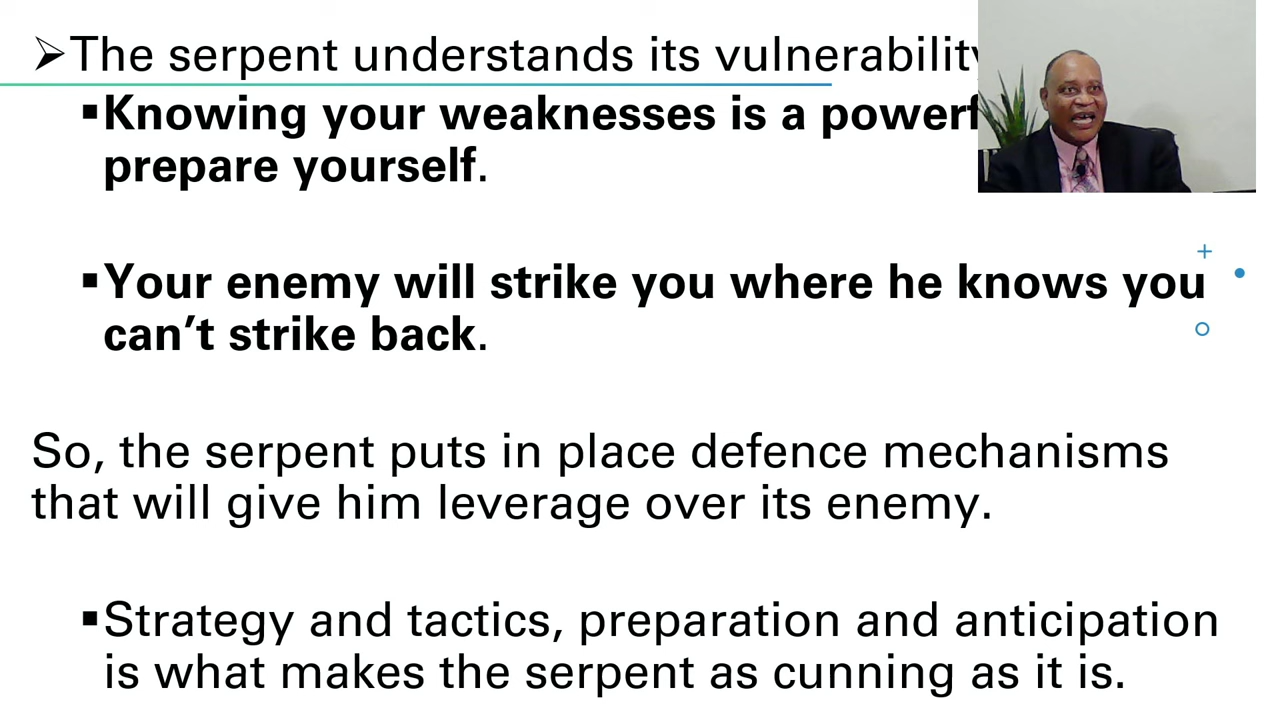 ➢The serpent understands its vulnerability
▪Knowing your weaknesses is a
prepare yourself.
▪Your enemy will strike you where he knows you
can’t strike back.
So, the serpent puts in place defence mechanisms
that will give him leverage over its enemy.
▪Strategy and tactics, preparation and anticipation
is what makes the serpent as cunning as it is.